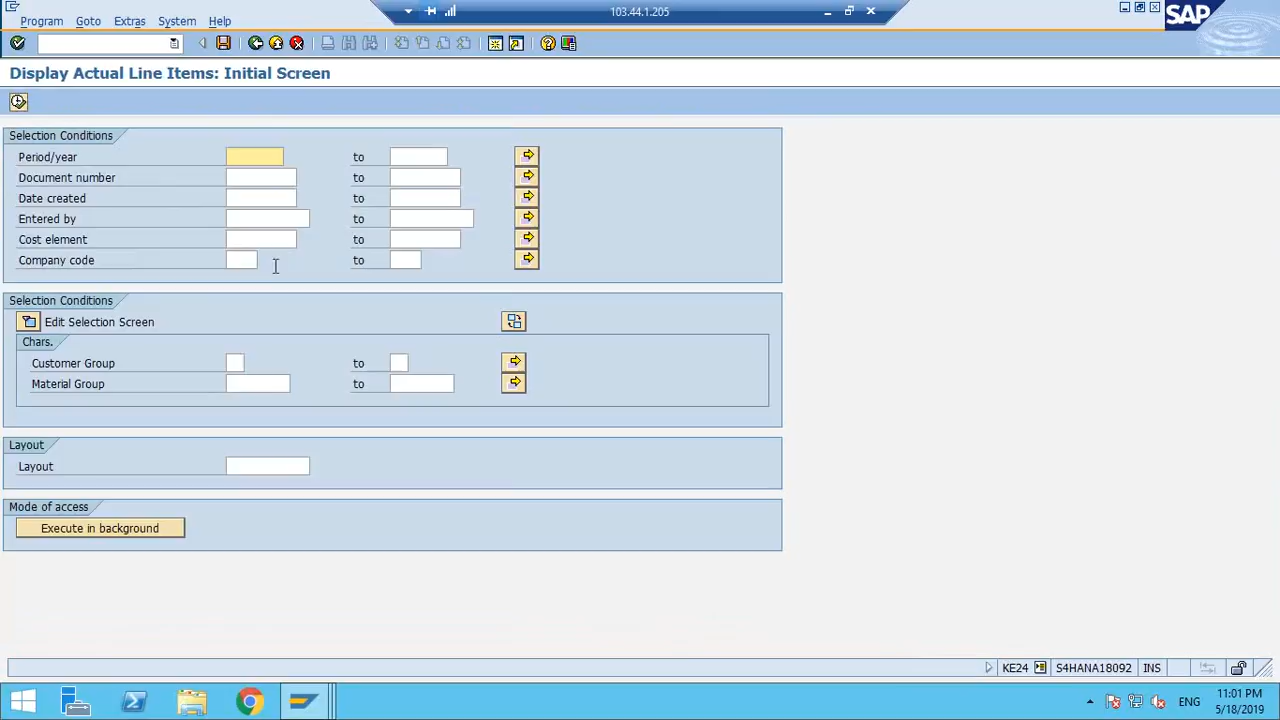 103.44.1.205
Program Goto Extras System Help
SAP
Display Actual Line Items: Initial Screen
Selection Conditions
Period/year to
Document number to
Date created to
Entered by to
Cost element to
Company code to
Selection Conditions
Edit Selection Screen
Chars.
Customer Group to
Material Group to
Layout
Layout
Mode of access
Execute in background
KE24 S4HANA18092 INS
ENG
11:01 PM
5/18/2019